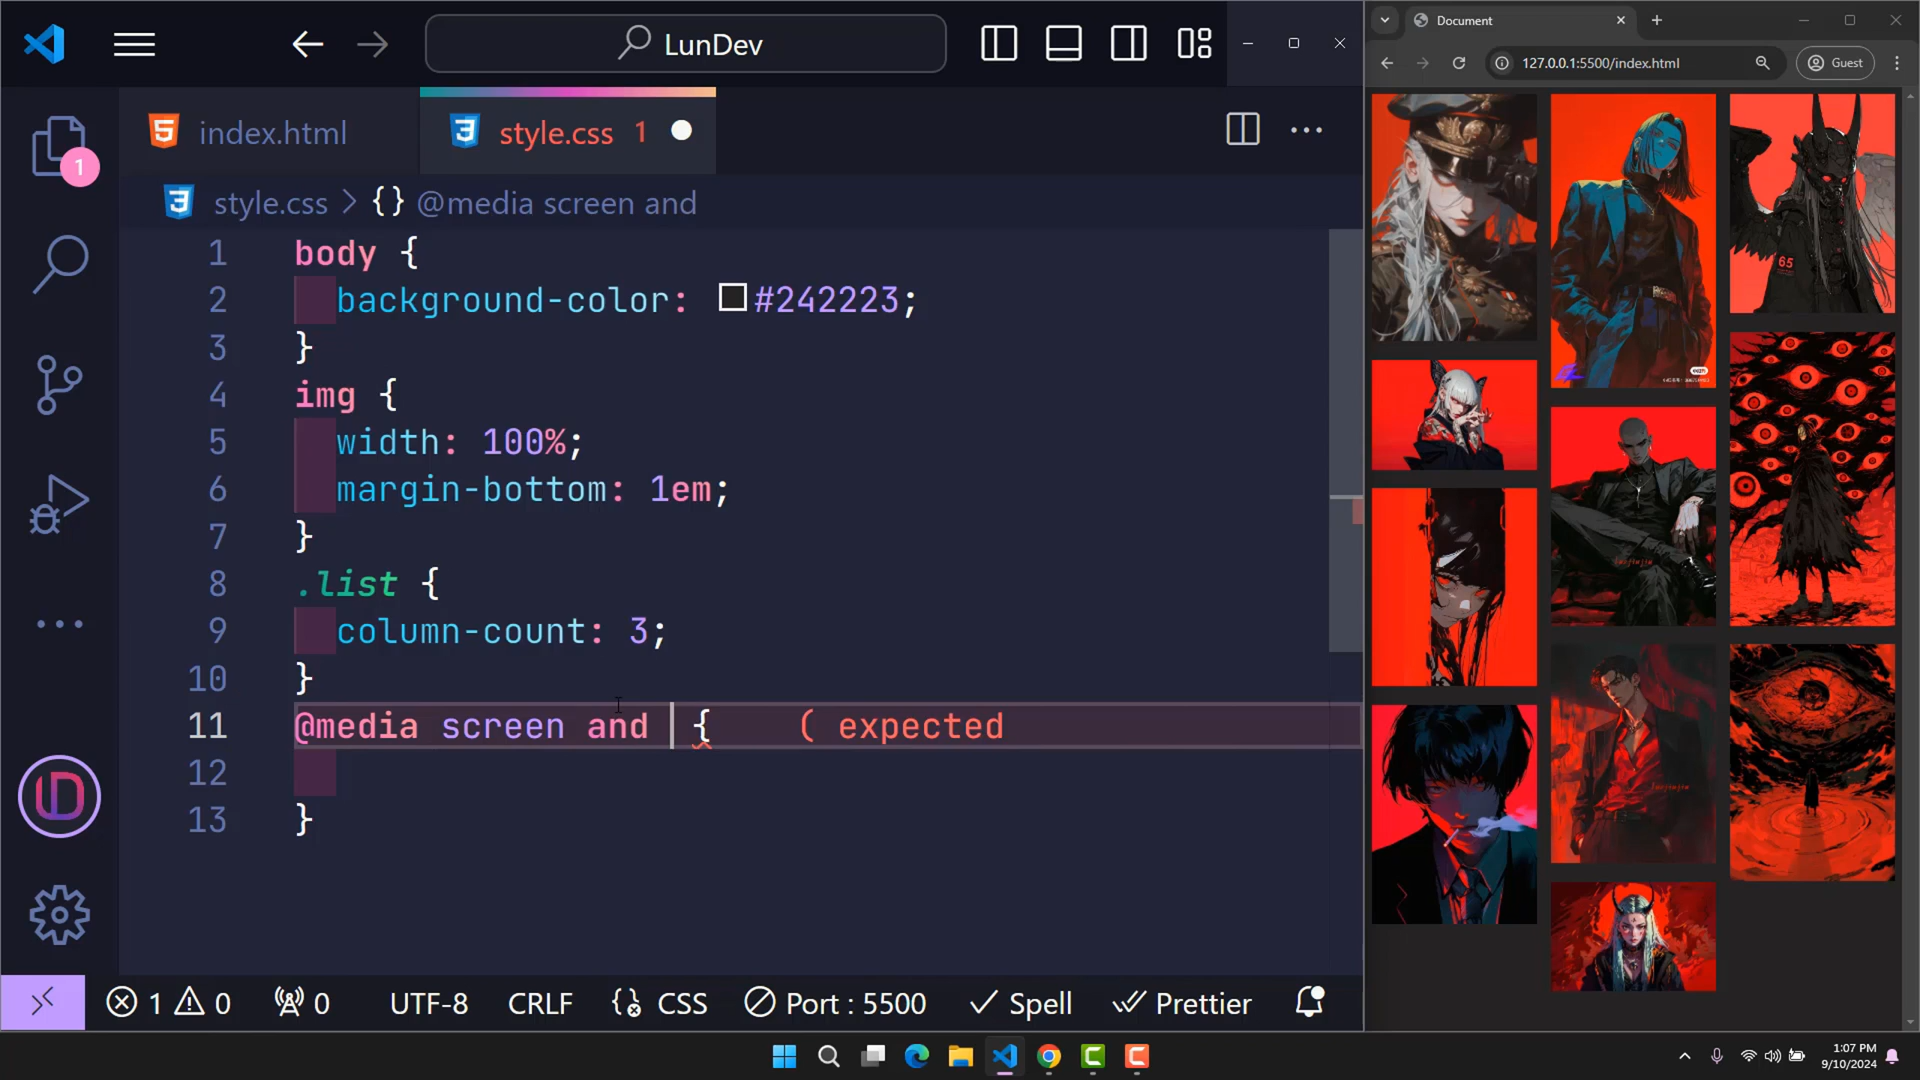 LunDev
index.html
style.css 1
style.css > {} @media screen and
1 body {
2 background-color: #242223;
3 }
4 img {
5 width: 100%;
6 margin-bottom: 1em;
7 }
8 .list {
9 column-count: 3;
10 }
11 @media screen and { ( expected
12
13 }
1
1 0 0 UTF-8 CRLF {} CSS Port : 5500 Spell Prettier
Document
127.0.0.1:5500/index.html Guest
65
1:07 PM
9/10/2024